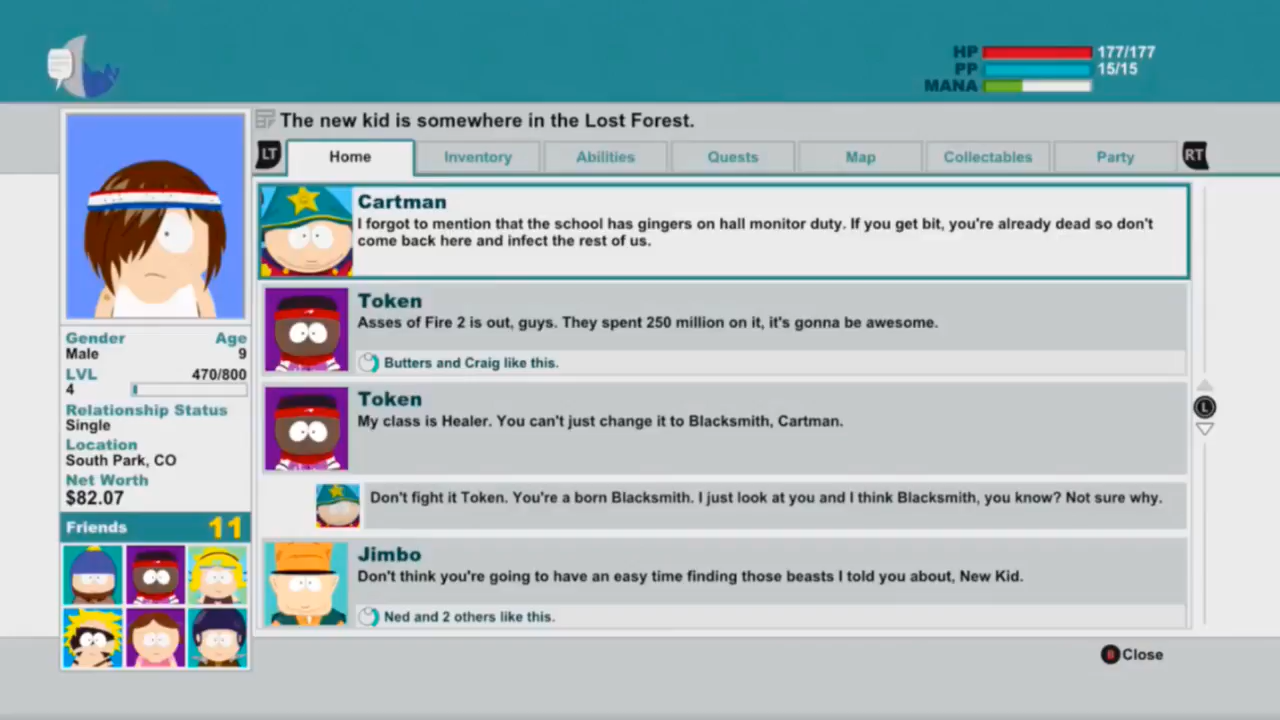 HP 177/177
PP 15/15
MANA
The new kid is somewhere in the Lost Forest.
LT Home Inventory Abilities Quests Map Collectables Party RT
Gender Age
Male 9
LVL 470/800
4
Relationship Status
Single
Location
South Park, CO
Net Worth
$82.07
Friends 11
Cartman
I forgot to mention that the school has gingers on hall monitor duty. If you get bit, you're already dead so don't
come back here and infect the rest of us.
Token
Asses of Fire 2 is out, guys. They spent 250 million on it, it's gonna be awesome.
Butters and Craig like this.
Token
My class is Healer. You can't just change it to Blacksmith, Cartman.
Don't fight it Token. You're a born Blacksmith. I just look at you and I think Blacksmith, you know? Not sure why.
Jimbo
Don't think you're going to have an easy time finding those beasts I told you about, New Kid.
Ned and 2 others like this.
L
B Close